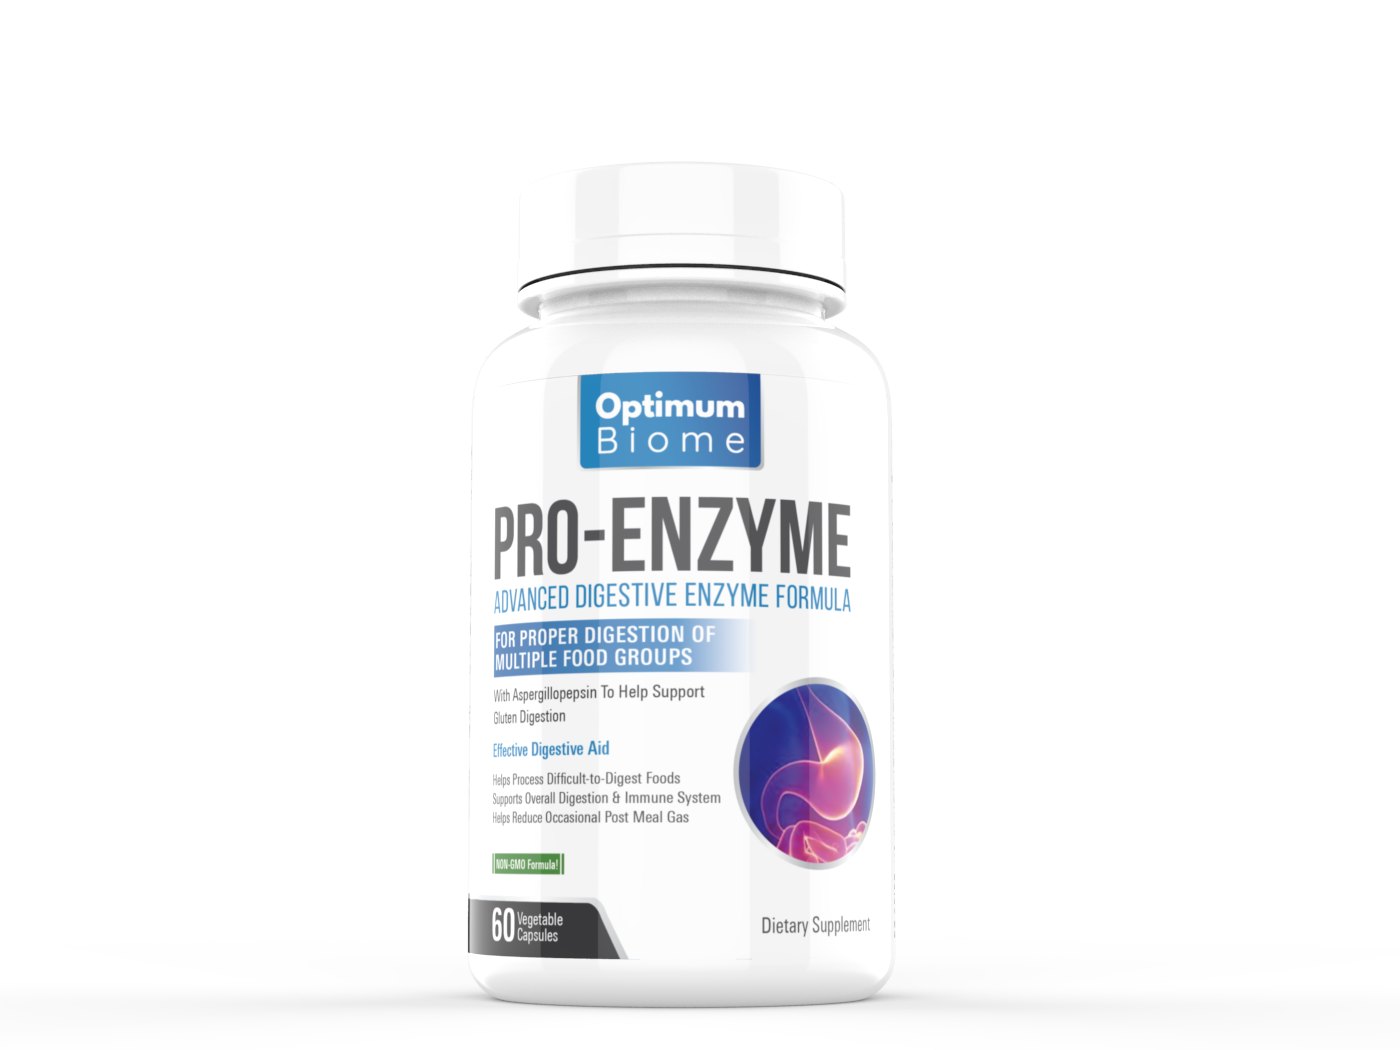 Optimum
Biome
PRO-ENZYME
ADVANCED DIGESTIVE ENZYME FORMULA
FOR PROPER DIGESTION OF
MULTIPLE FOOD GROUPS
With Aspergillopepsin To Help Support
Gluten Digestion
Effective Digestive Aid
Helps Process Difficult-to-Digest Foods
Supports Overall Digestion & Immune System
Helps Reduce Occasional Post Meal Gas
NON-GMO Formula!
60 Vegetable
Capsules
Dietary Supplement